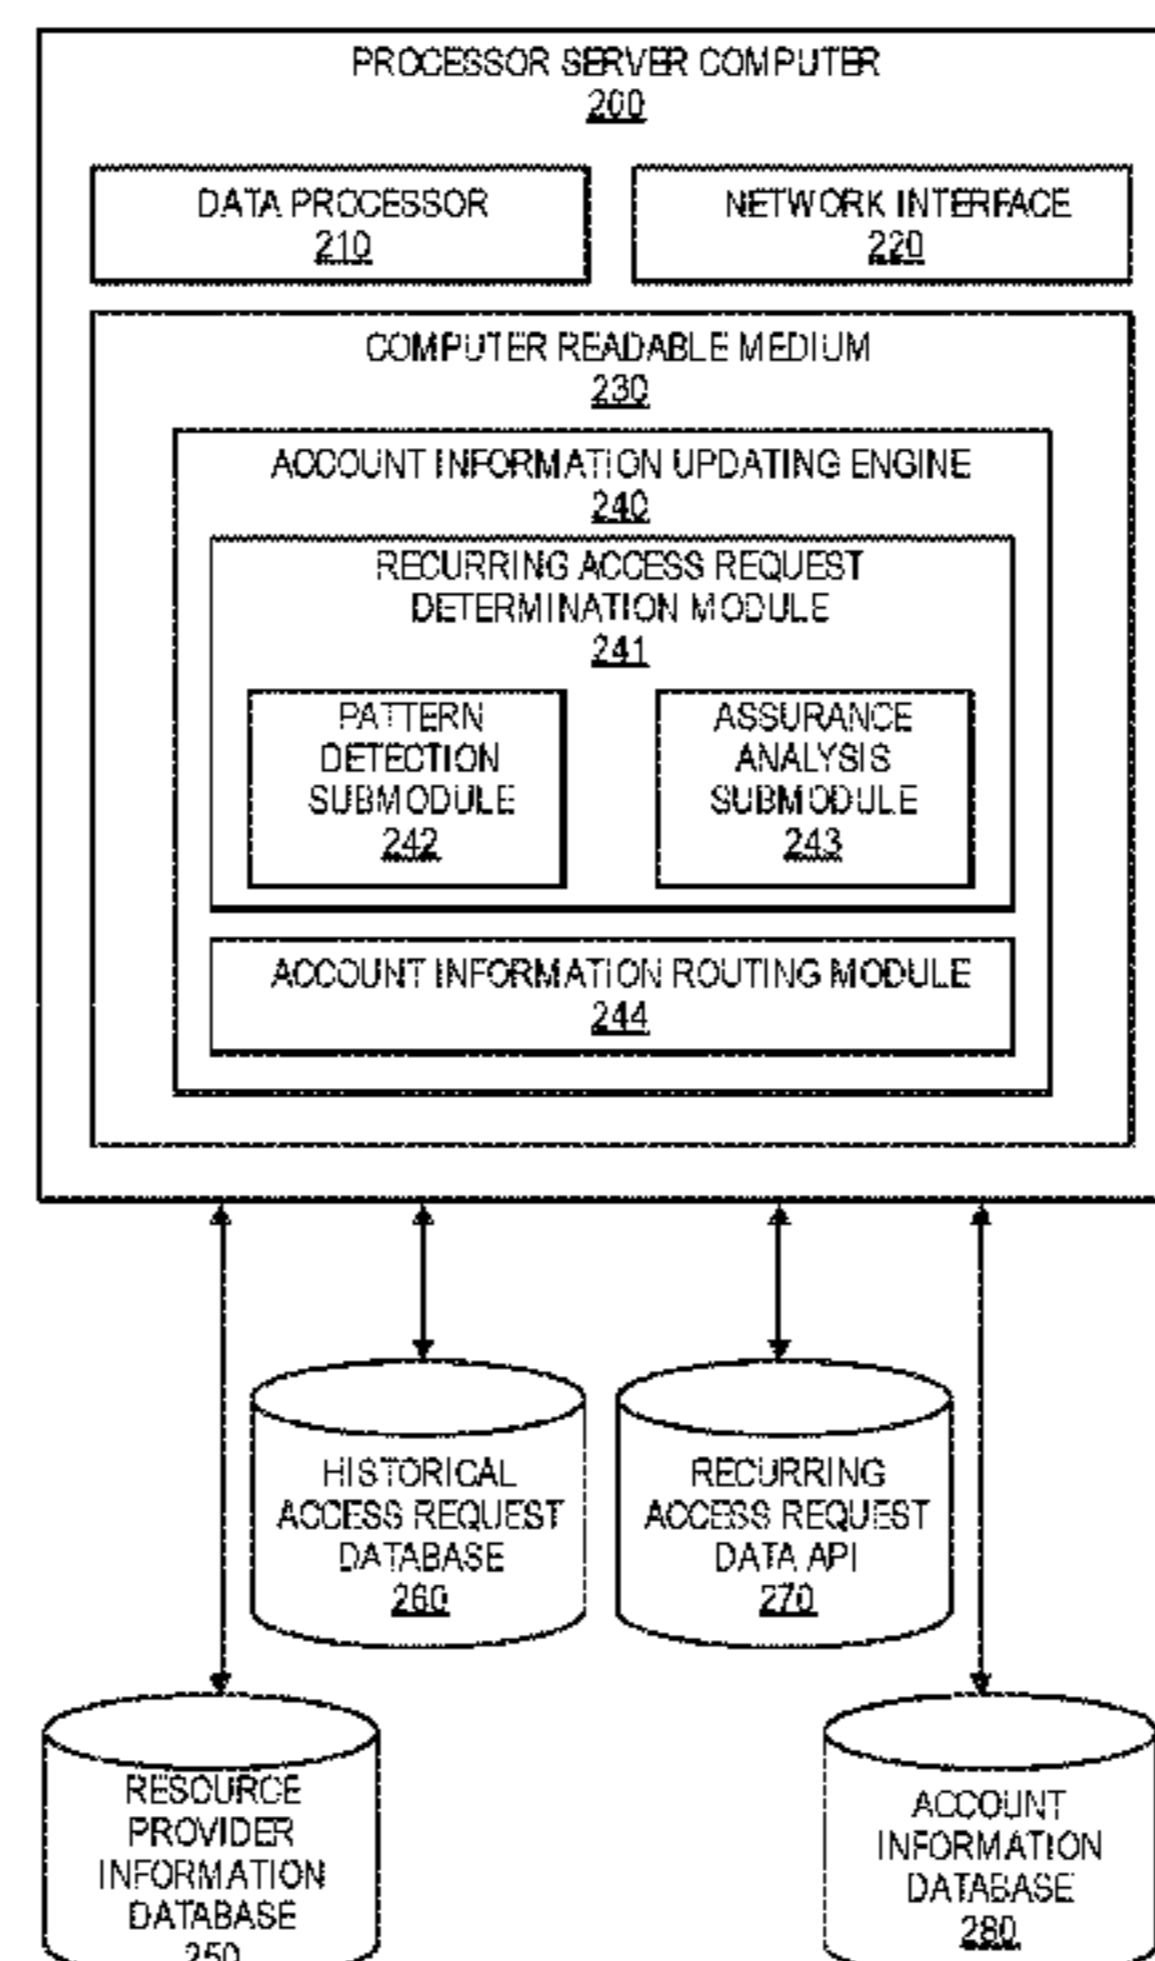 PROCESSOR SERVER COMPUTER
200
DATA PROCESSOR
210
NETWORK INTERFACE
220
COMPUTER READABLE MEDIUM
230
ACCOUNT INFORMATION UPDATING ENGINE
240
RECURRING ACCESS REQUEST
DETERMINATION MODULE
241
PATTERN
DETECTION
SUBMODULE
242
ASSURANCE
ANALYSIS
SUBMODULE
243
ACCOUNT INFORMATION ROUTING MODULE
244
HISTORICAL
ACCESS REQUEST
DATABASE
260
RECURRING
ACCESS REQUEST
DATA API
270
RESOURCE
PROVIDER
INFORMATION
DATABASE
250
ACCOUNT
INFORMATION
DATABASE
280